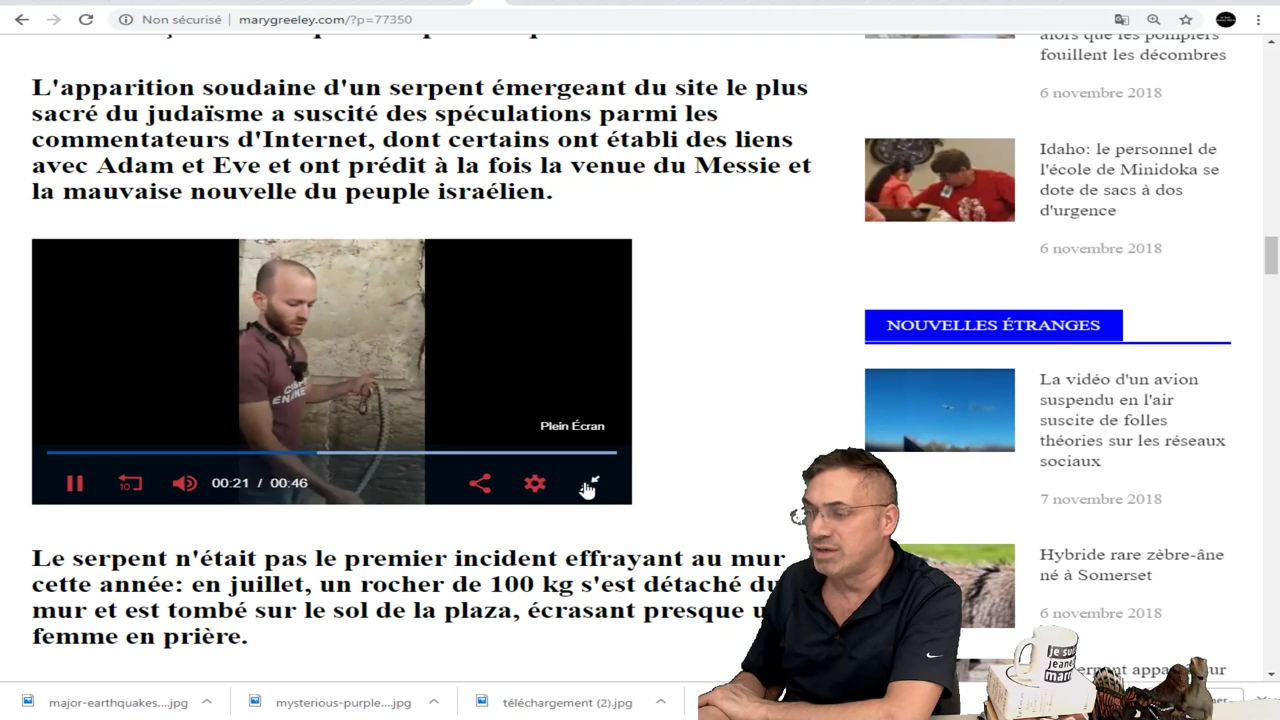 Non sécurisé
marygreeley.com/?p=77350
L'apparition soudaine d'un serpent émergeant du site le plus
sacré du judaïsme a suscité des spéculations parmi les
commentateurs d'Internet, dont certains ont établi des liens
avec Adam et Eve et ont prédit à la fois la venue du Messie et
la mauvaise nouvelle du peuple israélien.
Plein Écran
10
00:21 / 00:46
Le serpent n'était pas le premier incident effrayant au mur
cette année: en juillet, un rocher de 100 kg s'est détaché du
mur et est tombé sur le sol de la plaza, écrasant presque
femme en prière.
alors que les pompiers
fouillent les décombres
6 novembre 2018
Idaho: le personnel de
l'école de Minidoka se
dote de sacs à dos
d'urgence
6 novembre 2018
NOUVELLES ÉTRANGES
La vidéo d'un avion
suspendu en l'air
suscite de folles
théories sur les réseaux
sociaux
7 novembre 2018
Hybride rare zèbre-âne
né à Somerset
6 novembre 2018
je suis
jeane
major-earthquakes....jpg
mysterious-purple....jpg
téléchargement (2).jpg